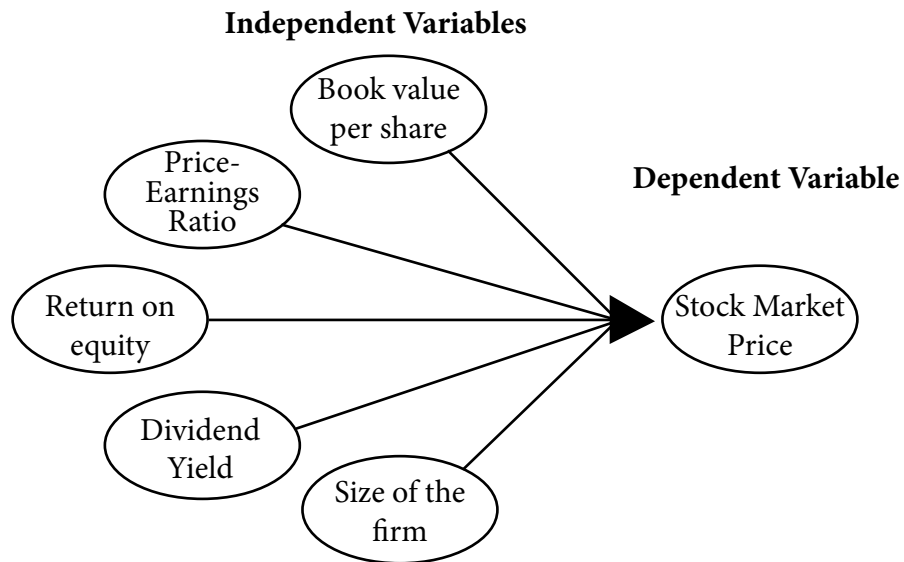 Independent Variables
Book value
per share
Price-
Earnings
Ratio
Dependent Variable
Return on
equity
Stock Market
Price
Dividend
Yield
Size of the
firm